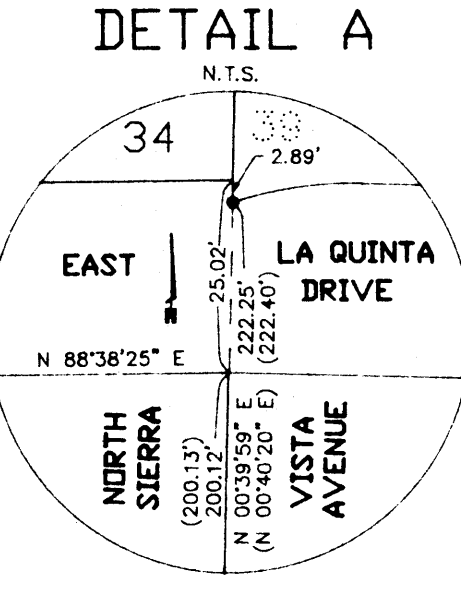 DETAIL A
N.T.S.
34
38
2.89'
EAST
LA QUINTA
DRIVE
25.02'
222.25'
(222.40')
N
N 88°38'25" E
NORTH
SIERRA
(200.13')
200.12'
N 00°39'59" E
(N 00°40'20" E)
VISTA
AVENUE